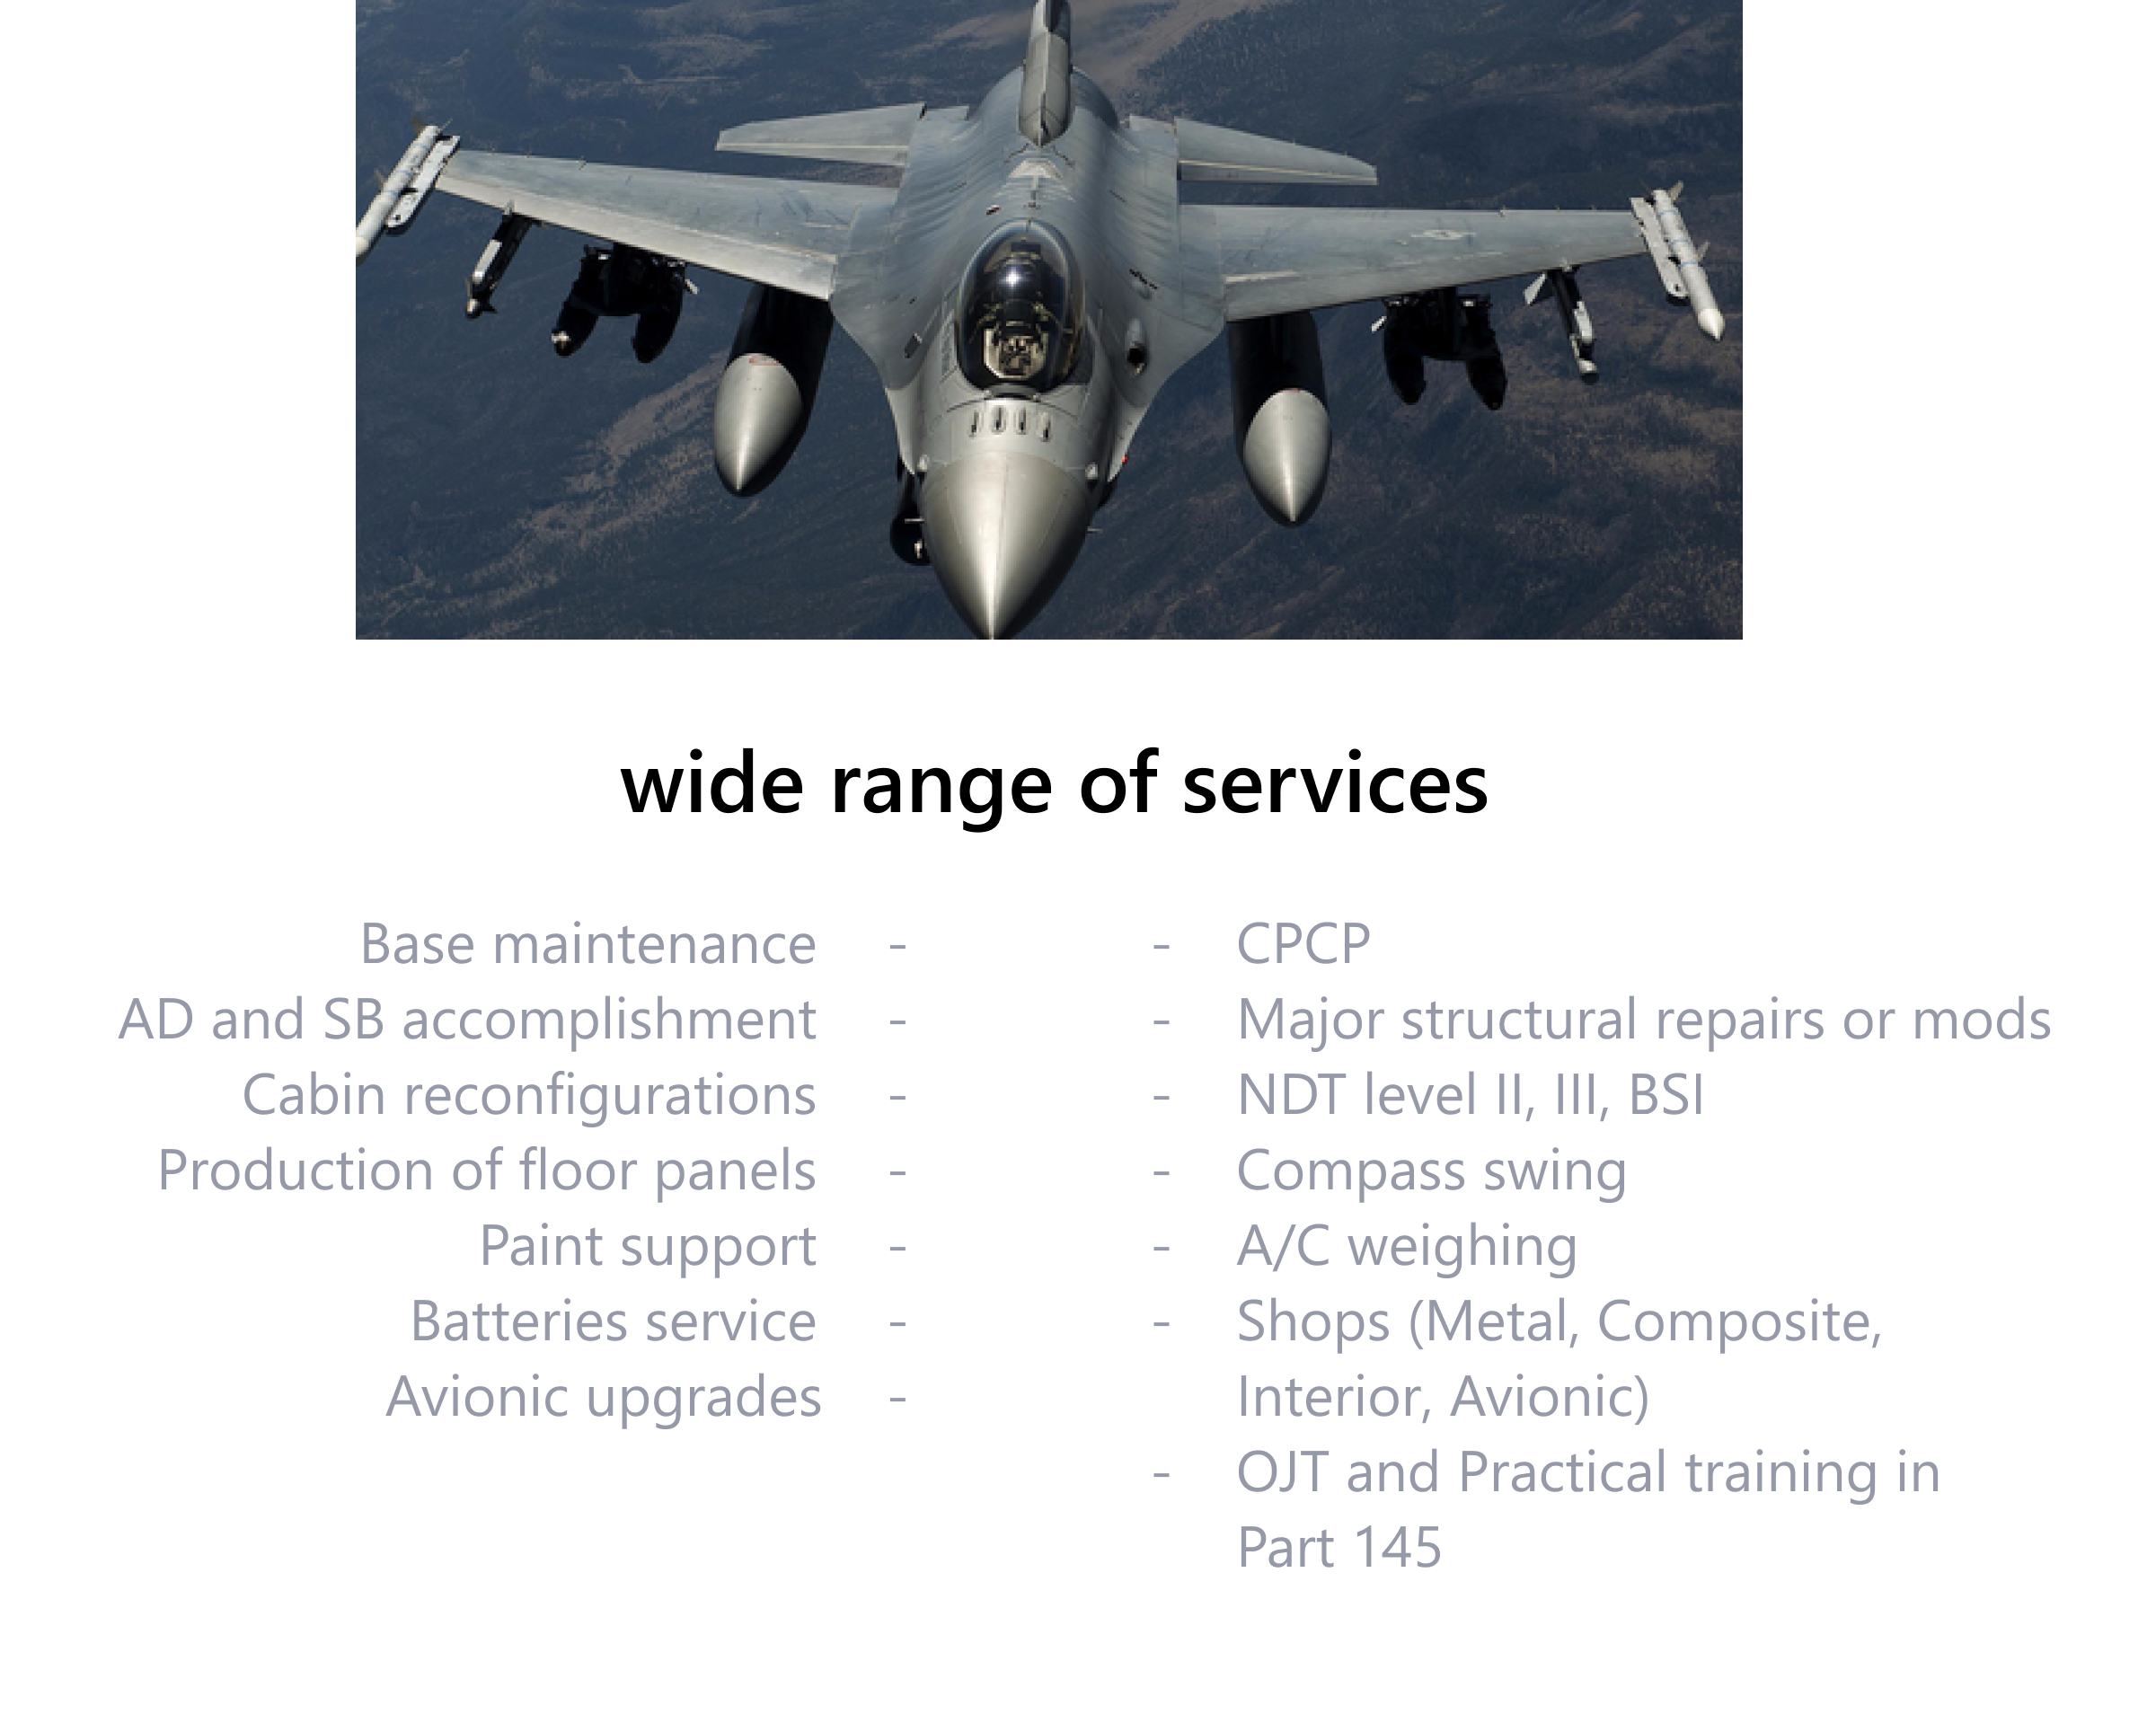 wide range of services
Base maintenance -
AD and SB accomplishment -
Cabin reconfigurations -
Production of floor panels -
Paint support -
Batteries service -
Avionic upgrades -
- CPCP
- Major structural repairs or mods
- NDT level II, III, BSI
- Compass swing
- A/C weighing
- Shops (Metal, Composite,
Interior, Avionic)
- OJT and Practical training in
Part 145